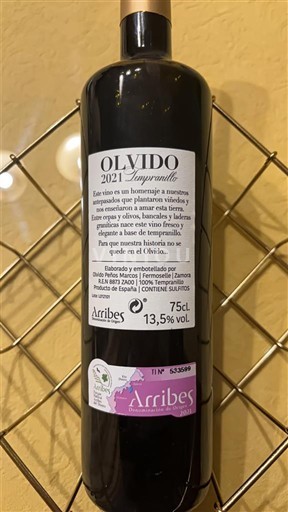 OLVIDO
2021 Tempranillo
Este vino es un homenaje a nuestros
antepasados que plantaron viñedos y
nos enseñaron a amar esta tierra.
Entre cepas y olivos, bancales y laderas
graníticas nace este vino fresco y
elegante a base de tempranillo.
Para que nuestra historia no se
quede en el Olvido...
Elaborado y embotellado por
Olvido Peños Marcos | Fermoselle | Zamora
R.E.N 8873 ZA00 | 100% Tempranillo
Producto de España | CONTIENE SULFITOS
Arribes
Denominación de Origen
75cl.
13,5% vol.
11 Nº 533599
Arribes
Arribes
Denominación de Origen
2021